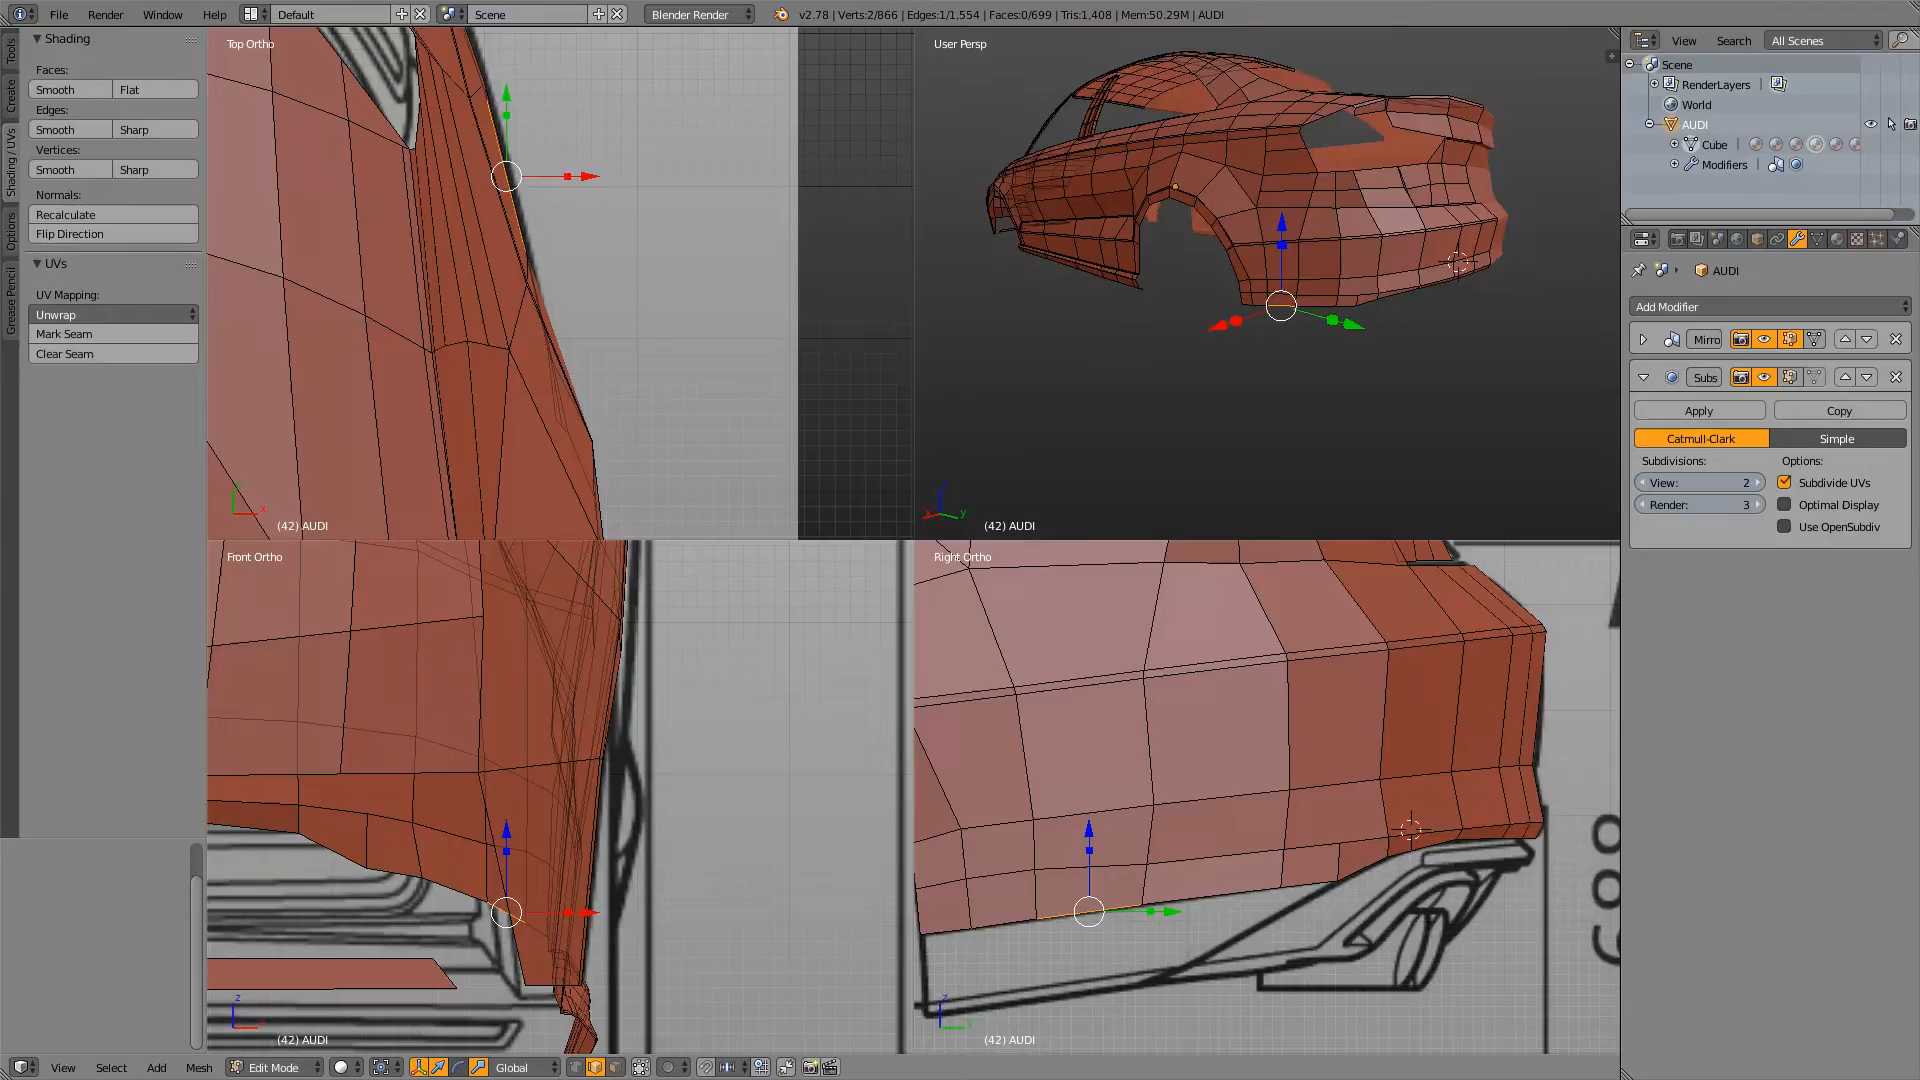 File Render Window Help Default Scene Blender Render v2.78 | Verts:2/866 | Edges:1/1,554 | Faces:0/699 | Tris:1,408 | Mem:50.29M | AUDI
Tools
Create
Shading / UVs
Options
Grease Pencil
Shading
Faces:
Smooth Flat
Edges:
Smooth Sharp
Vertices:
Smooth Sharp
Normals:
Recalculate
Flip Direction
UVs
UV Mapping:
Unwrap
Mark Seam
Clear Seam
Top Ortho
(42) AUDI
User Persp
(42) AUDI
Front Ortho
(42) AUDI
Right Ortho
(42) AUDI
View Search All Scenes
Scene
RenderLayers
World
AUDI
Cube
Modifiers
AUDI
Add Modifier
Mirro
Subs
Apply Copy
Catmull-Clark Simple
Subdivisions: Options:
View: 2 Subdivide UVs
Render: 3 Optimal Display
Use OpenSubdiv
View Select Add Mesh Edit Mode Global